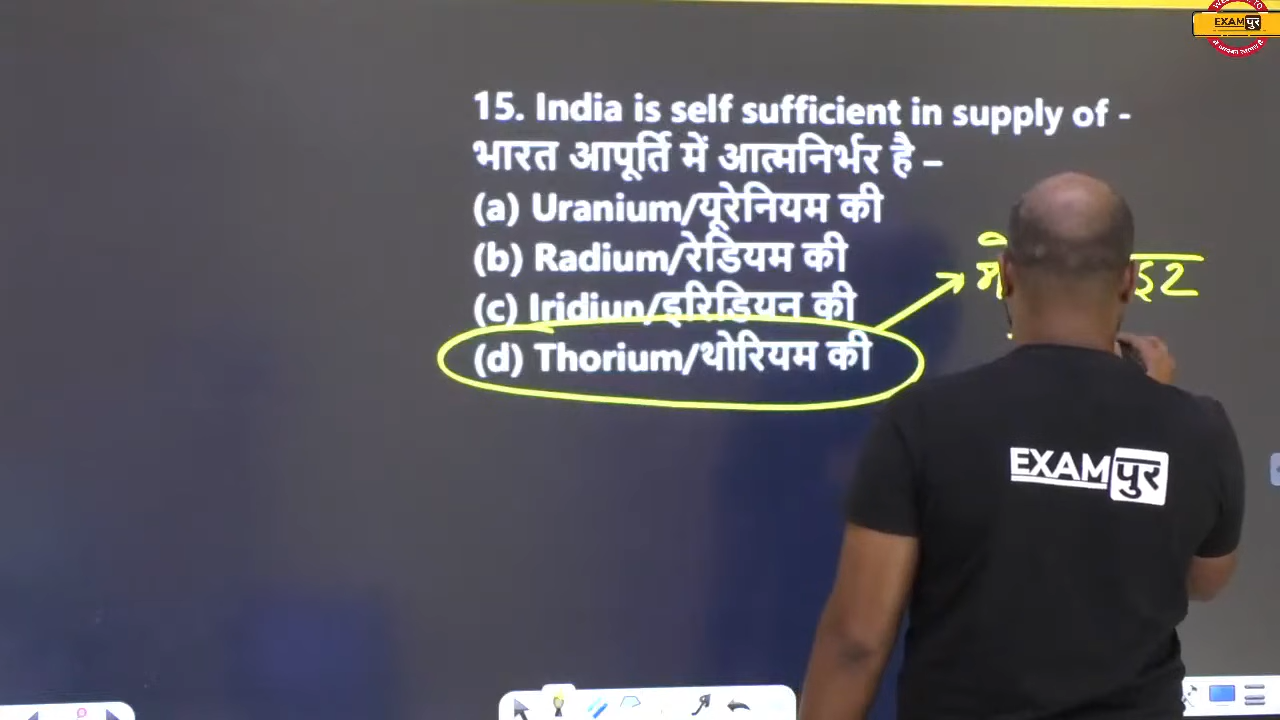 EXAMपुर
15. India is self sufficient in supply of -
भारत आपूर्ति में आत्मनिर्भर है –
(a) Uranium/यूरेनियम की
(b) Radium/रेडियम की
(c) Iridiun/इरिडियन की
(d) Thorium/थोरियम की
EXAMपुर